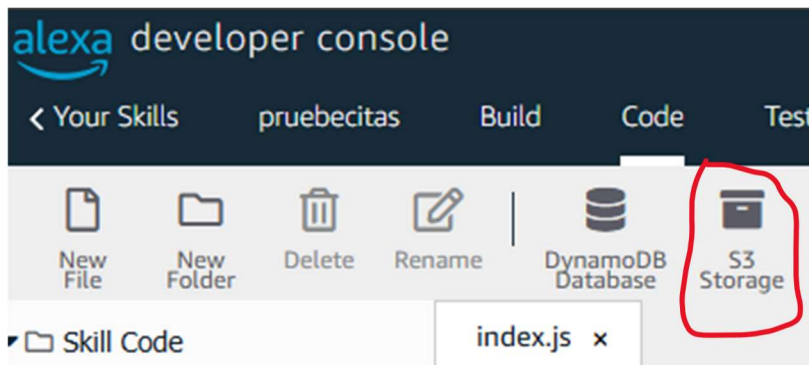 alexa developer console
Your Skills pruebecitas Build Code Test
New File New Folder Delete Rename DynamoDB Database S3 Storage
Skill Code index.js x